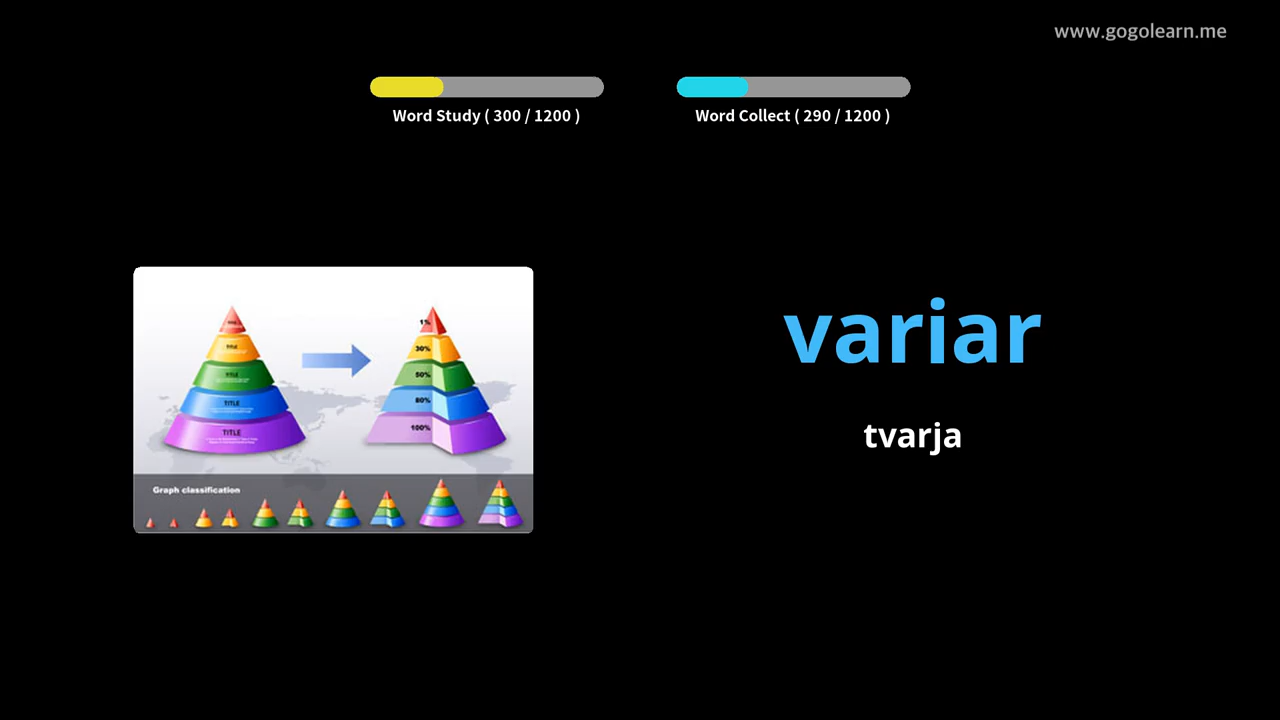 www.gogolearn.me
Word Study ( 300 / 1200 )
Word Collect ( 290 / 1200 )
variar
tvarja
TITLE
TITLE
TITLE
TITLE
1%
30%
50%
80%
100%
Graph classification